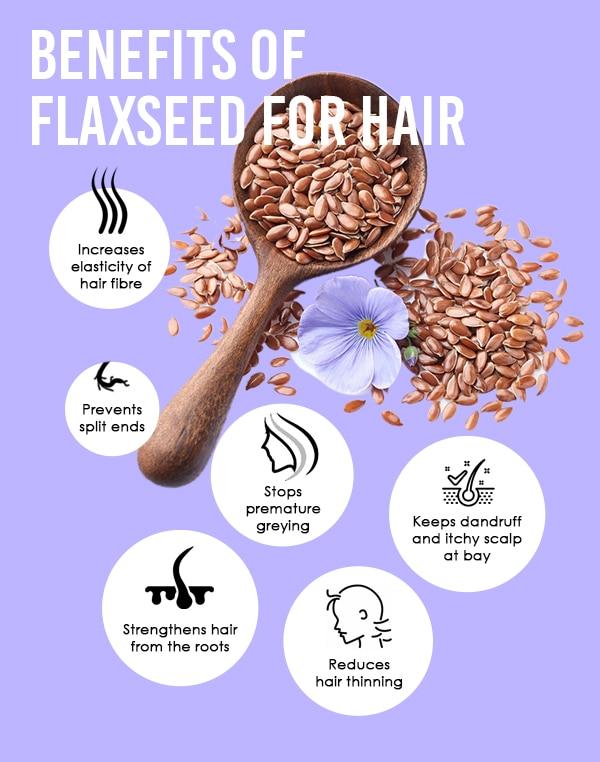 BENEFITS OF
FLAXSEED FOR HAIR
Increases
elasticity of
hair fibre
Prevents
split ends
Stops
premature
greying
Keeps dandruff
and itchy scalp
at bay
Strengthens hair
from the roots
Reduces
hair thinning